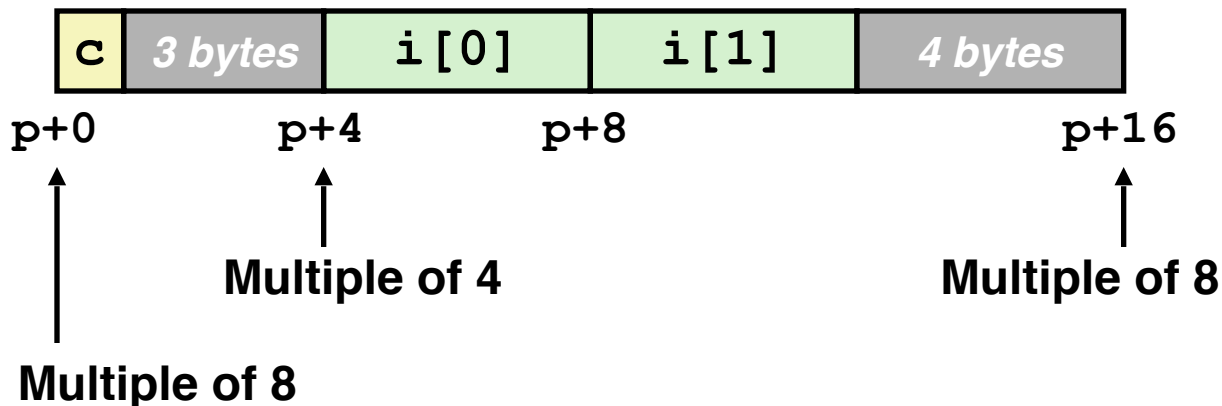 c 3 bytes i[0] i[1] 4 bytes
p+0 p+4 p+8 p+16
Multiple of 4 Multiple of 8
Multiple of 8